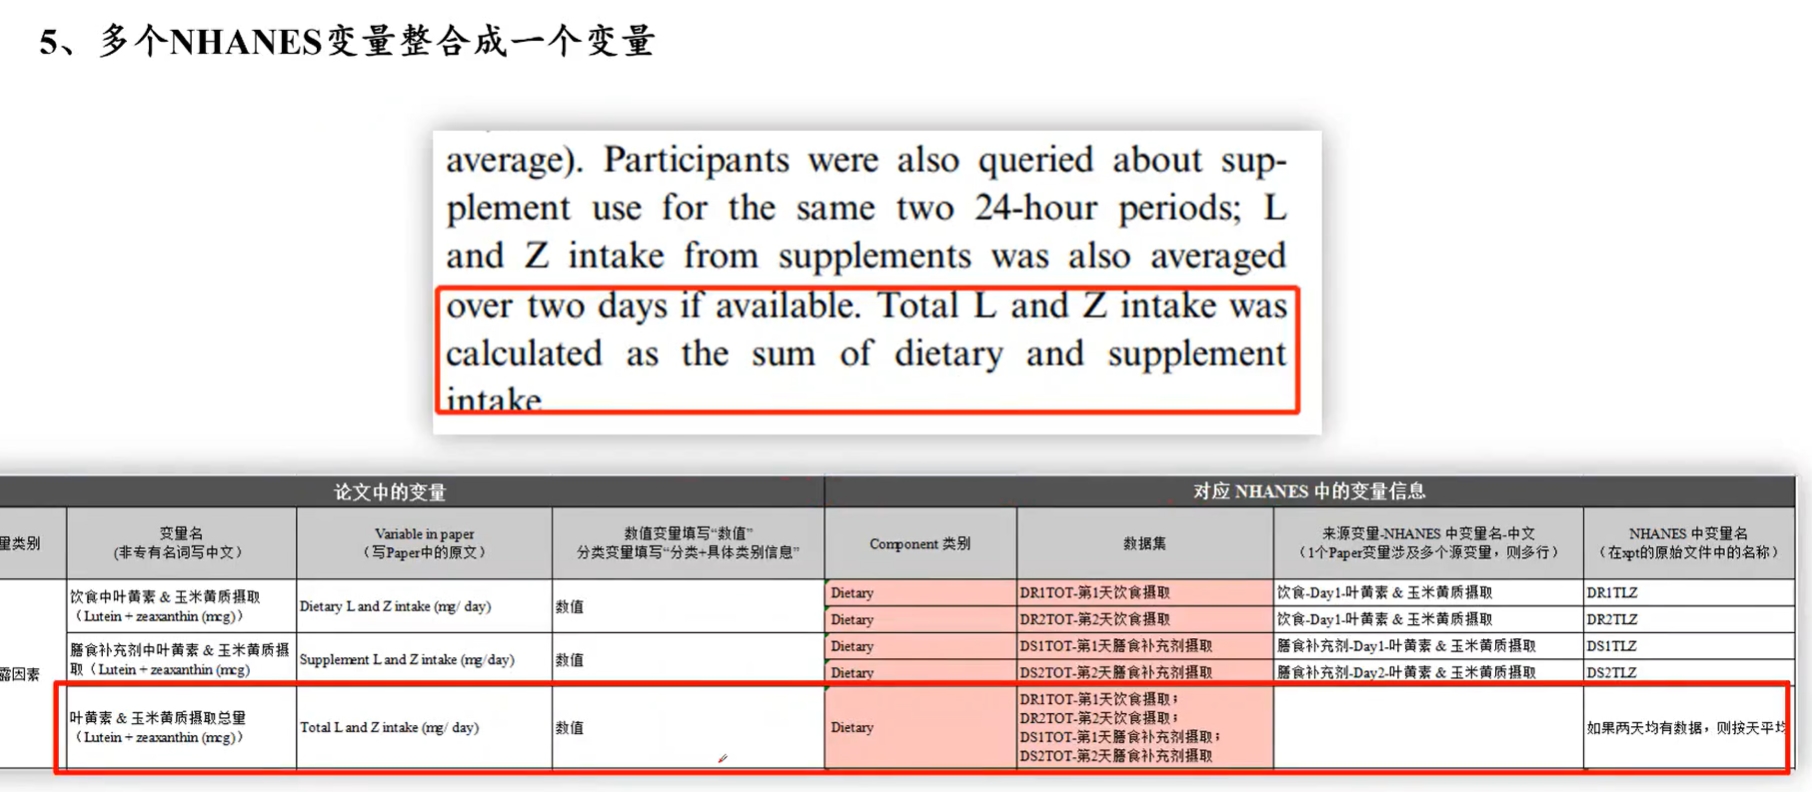 5、多个NHANES变量整合成一个变量
average). Participants were also queried about sup-
plement use for the same two 24-hour periods; L
and Z intake from supplements was also averaged
over two days if available. Total L and Z intake was
calculated as the sum of dietary and supplement
intake
论文中的变量
对应 NHANES 中的变量信息
量类别
变量名
(非专有名词写中文)
Variable in paper
(写Paper中的原文)
数值变量填写“数值”
分类变量填写“分类+具体类别信息”
Component 类别
数据集
来源变量-NHANES 中变量名-中文
(1个Paper变量涉及多个源变量，则多行)
NHANES 中变量名
(在xpt的原始文件中的名称)
露因素
饮食中叶黄素 & 玉米黄质摄取
(Lutein + zeaxanthin (mcg))
Dietary L and Z intake (mg/ day)
数值
Dietary
DR1TOT-第1天饮食摄取
饮食-Day1-叶黄素 & 玉米黄质摄取
DR1TLZ
Dietary
DR2TOT-第2天饮食摄取
饮食-Day1-叶黄素 & 玉米黄质摄取
DR2TLZ
膳食补充剂中叶黄素 & 玉米黄质摄
取（Lutein + zeaxanthin (mcg)
Supplement L and Z intake (mg/day)
数值
Dietary
DS1TOT-第1天膳食补充剂摄取
膳食补充剂-Day1-叶黄素 & 玉米黄质摄取
DS1TLZ
Dietary
DS2TOT-第2天膳食补充剂摄取
膳食补充剂-Day2-叶黄素 & 玉米黄质摄取
DS2TLZ
叶黄素 & 玉米黄质摄取总量
(Lutein + zeaxanthin (mcg))
Total L and Z intake (mg/ day)
数值
Dietary
DR1TOT-第1天饮食摄取；
DR2TOT-第2天饮食摄取；
DS1TOT-第1天膳食补充剂摄取；
DS2TOT-第2天膳食补充剂摄取
如果两天均有数据，则按天平均